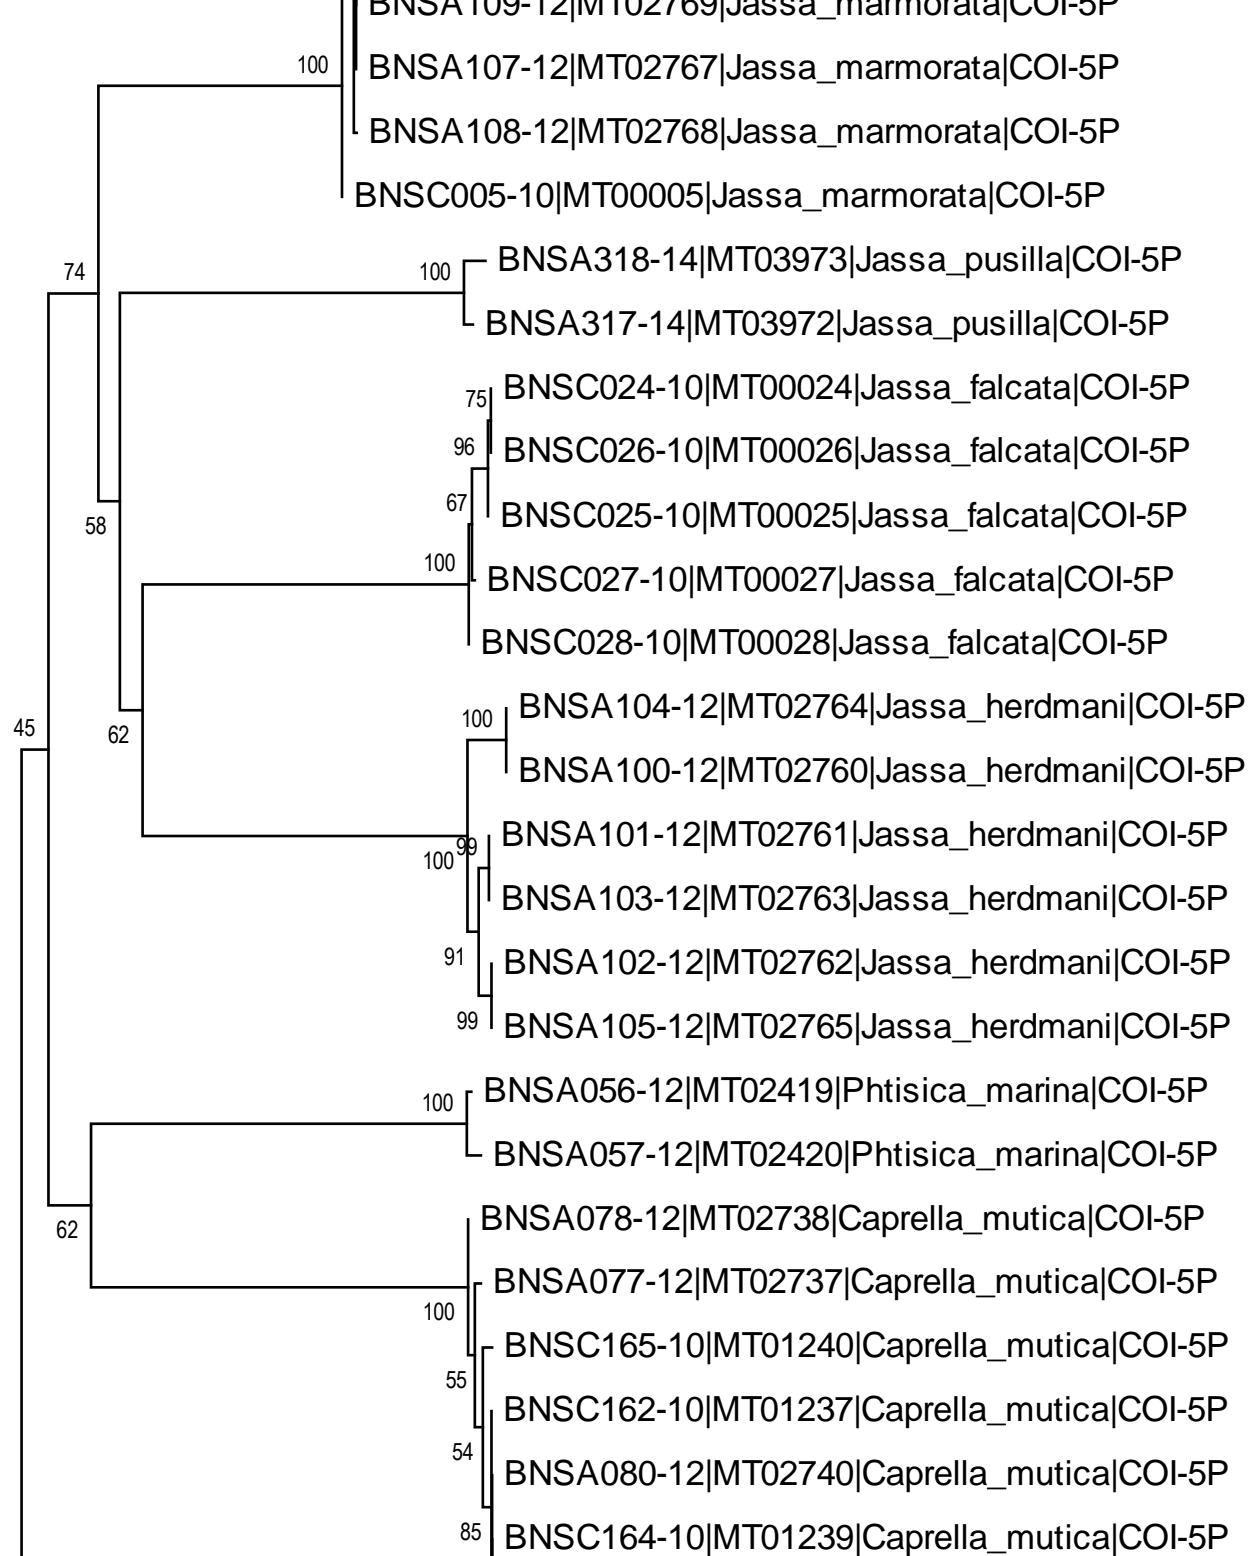 BNSA109-12|MT02769|Jassa_marmorata|COI-5P
100
BNSA107-12|MT02767|Jassa_marmorata|COI-5P
BNSA108-12|MT02768|Jassa_marmorata|COI-5P
BNSC005-10|MT00005|Jassa_marmorata|COI-5P
74
100
BNSA318-14|MT03973|Jassa_pusilla|COI-5P
BNSA317-14|MT03972|Jassa_pusilla|COI-5P
75
BNSC024-10|MT00024|Jassa_falcata|COI-5P
96
BNSC026-10|MT00026|Jassa_falcata|COI-5P
67
BNSC025-10|MT00025|Jassa_falcata|COI-5P
58
100
BNSC027-10|MT00027|Jassa_falcata|COI-5P
BNSC028-10|MT00028|Jassa_falcata|COI-5P
100
BNSA104-12|MT02764|Jassa_herdmani|COI-5P
45
62
BNSA100-12|MT02760|Jassa_herdmani|COI-5P
99
BNSA101-12|MT02761|Jassa_herdmani|COI-5P
100
BNSA103-12|MT02763|Jassa_herdmani|COI-5P
91
BNSA102-12|MT02762|Jassa_herdmani|COI-5P
99
BNSA105-12|MT02765|Jassa_herdmani|COI-5P
100
BNSA056-12|MT02419|Phtisica_marina|COI-5P
BNSA057-12|MT02420|Phtisica_marina|COI-5P
62
BNSA078-12|MT02738|Caprella_mutica|COI-5P
BNSA077-12|MT02737|Caprella_mutica|COI-5P
100
BNSC165-10|MT01240|Caprella_mutica|COI-5P
55
BNSC162-10|MT01237|Caprella_mutica|COI-5P
54
BNSA080-12|MT02740|Caprella_mutica|COI-5P
85
BNSC164-10|MT01239|Caprella_mutica|COI-5P